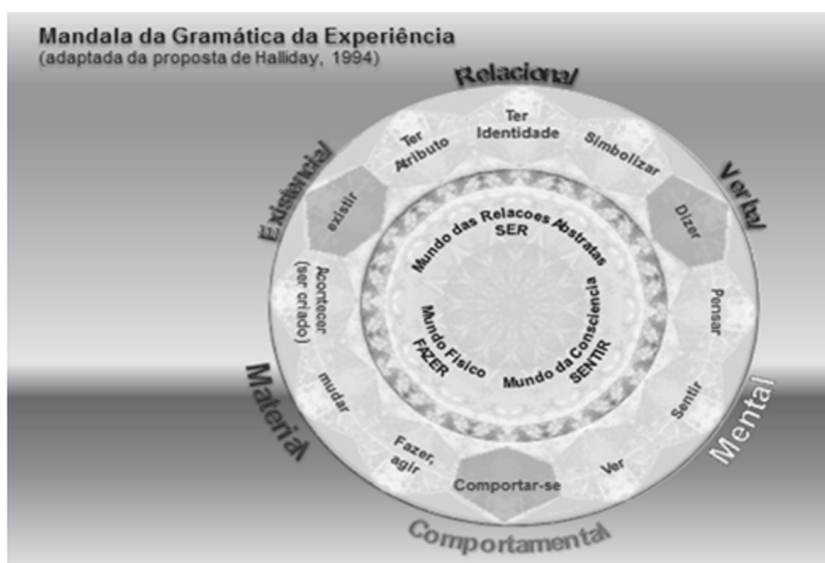 Mandala da Gramática da Experiência
(adaptada da proposta de Halliday, 1994)
Relacional
Ter
Identidade
Ter
Atributo
Simbolizar
Existencial
Verbal
existir
Dizer
Mundo das Relacoes Abstratas
SER
Acontecer
(ser criado)
Pensar
Mundo Físico
FAZER
Mundo da Consciencia
SENTIR
Material
mudar
Sentir
Mental
Fazer,
agir
Ver
Comportar-se
Comportamental